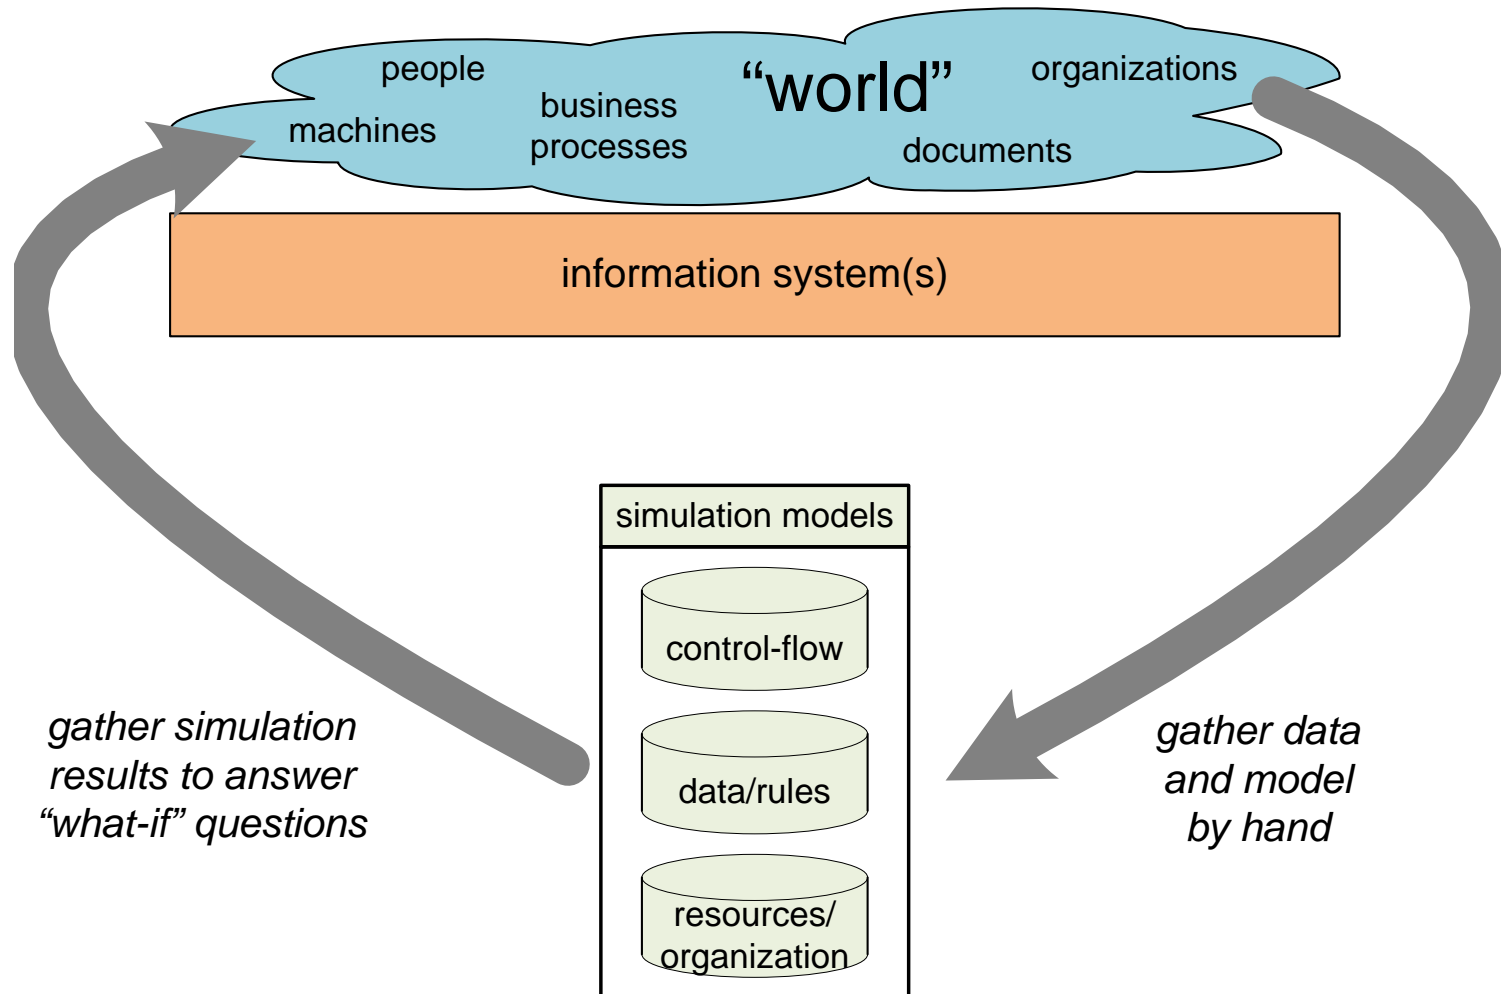 people
“world”
organizations
business
processes
machines
documents
information system(s)
simulation models
control-flow
data/rules
resources/
organization
gather simulation
results to answer
“what-if” questions
gather data
and model
by hand